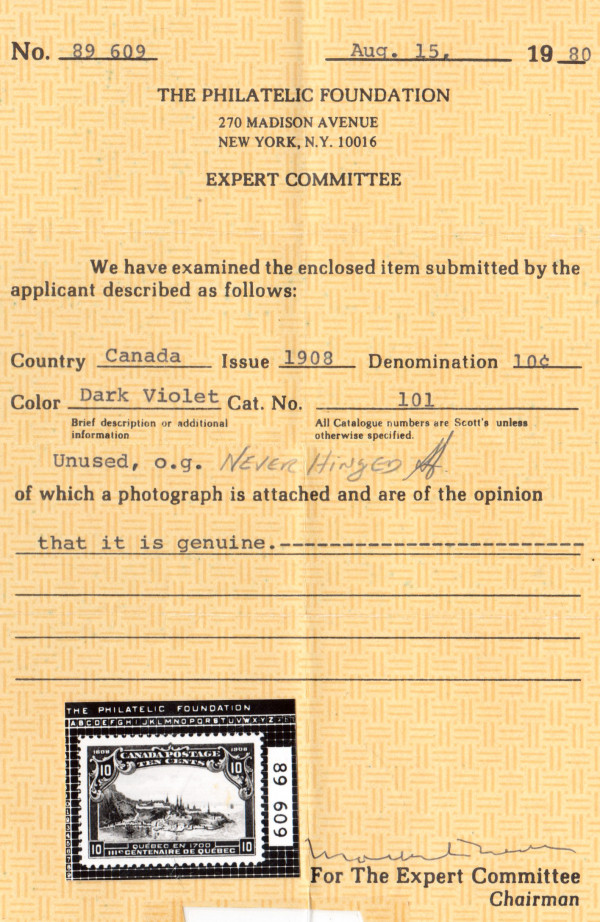 No. 89 609 Aug. 15, 19 80
THE PHILATELIC FOUNDATION
270 MADISON AVENUE
NEW YORK, N.Y. 10016
EXPERT COMMITTEE
We have examined the enclosed item submitted by the
applicant described as follows:
Country Canada Issue 1908 Denomination 10¢
Color Dark Violet Cat. No. 101
Brief description or additional
information
All Catalogue numbers are Scott's unless
otherwise specified.
Unused, o.g. NEVER HINGED
of which a photograph is attached and are of the opinion
that it is genuine.-------------------------
THE PHILATELIC FOUNDATION
ABCDEFGHIJKLMNOPQRSTUVWXYZ
1608 1908
CANADA POSTAGE
TEN CENTS
10 10
QUÉBEC EN 1700
10 IIIe CENTENAIRE DE QUÉBEC 10
89 609
For The Expert Committee
Chairman